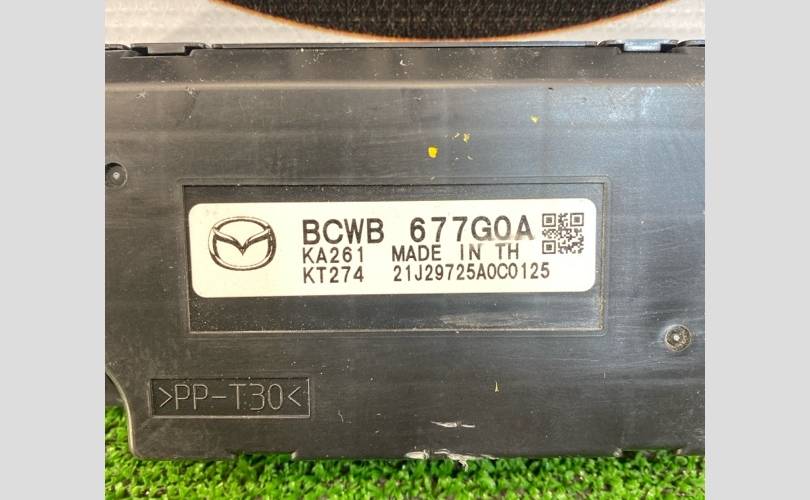 BCWB 677G0A
KA261 MADE IN TH
KT274 21J29725A0C0125
>PP-T30<